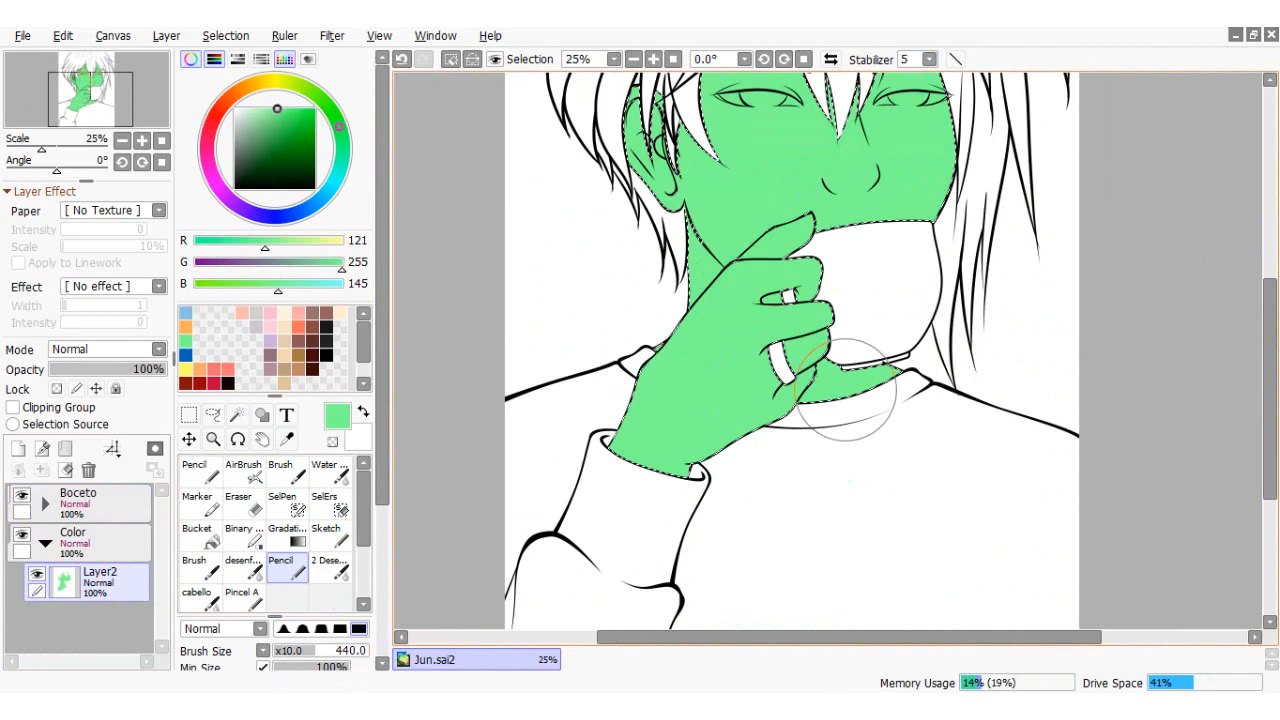 File Edit Canvas Layer Selection Ruler Filter View Window Help
Selection 25% 0.0° Stabilizer 5
Scale 25%
Angle 0°
Layer Effect
Paper [ No Texture ]
Intensity 0
Scale 10%
Apply to Linework
Effect [ No effect ]
Width 1
Intensity 0
Mode Normal
Opacity 100%
Lock
Clipping Group
Selection Source
Boceto
Normal
100%
Color
Normal
100%
Layer2
Normal
100%
R 121
G 255
B 145
T
Pencil AirBrush Brush Water ...
Marker Eraser SelPen SelErs
Bucket Binary ... Gradati... Sketch
Brush desenf... Pencil 2 Dese...
cabello Pincel A
Normal
Brush Size x10.0 440.0
Min Size 100%
Jun.sai2 25%
Memory Usage 14% (19%) Drive Space 41%